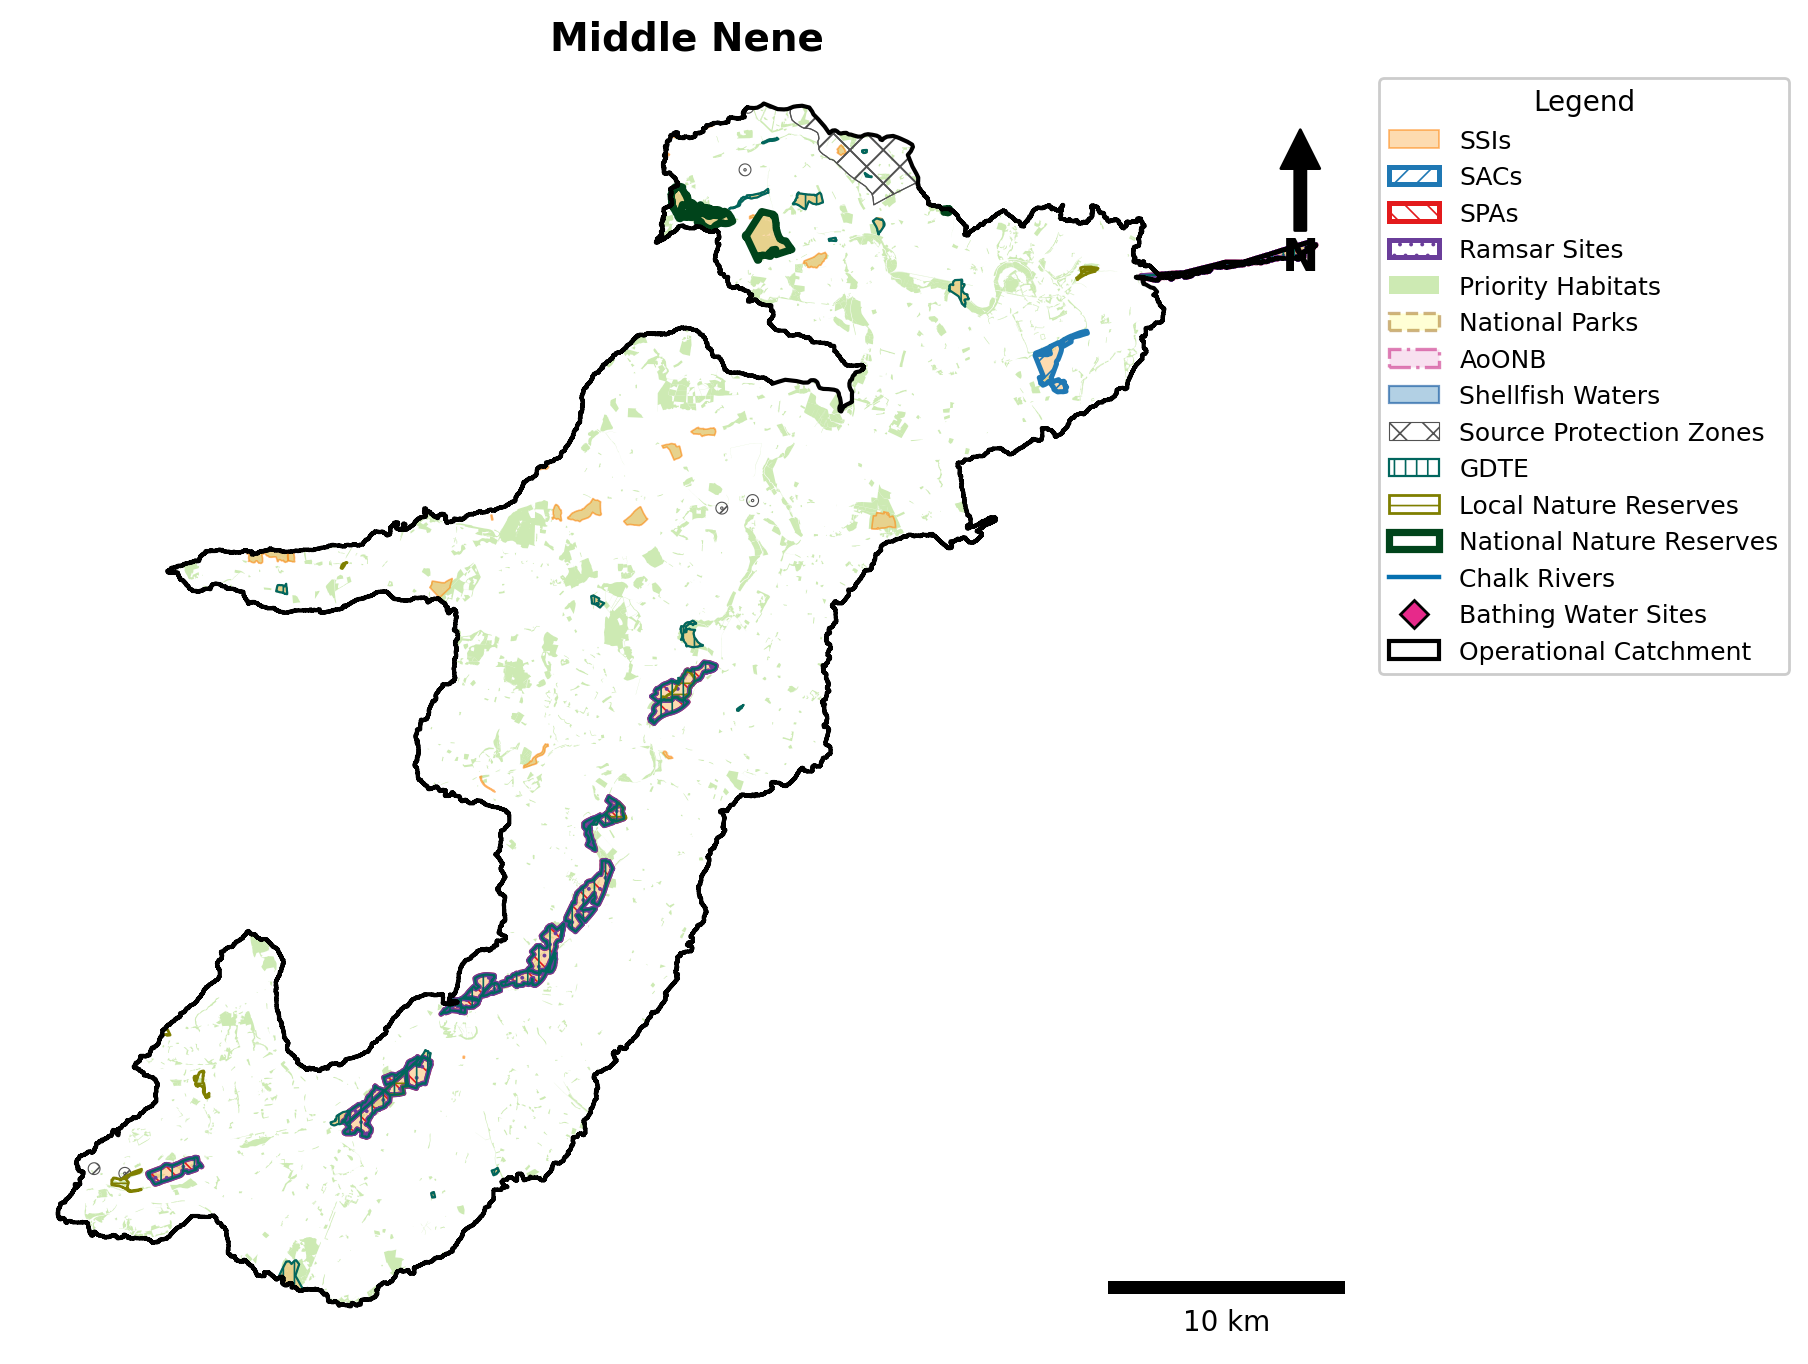 Middle Nene
Legend
SSIs
SACs
SPAs
Ramsar Sites
Priority Habitats
National Parks
AoONB
Shellfish Waters
Source Protection Zones
GDTE
Local Nature Reserves
National Nature Reserves
Chalk Rivers
Bathing Water Sites
Operational Catchment
N
10 km